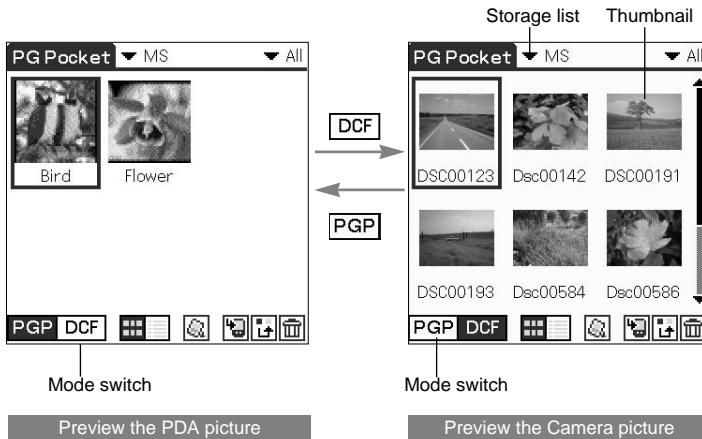 Storage list Thumbnail
PG Pocket MS All
Bird Flower
PGP DCF
Mode switch
Preview the PDA picture
DCF
PGP
PG Pocket MS All
DSC00123 Dsc00142 DSC00191
DSC00193 Dsc00584 Dsc00586
PGP DCF
Mode switch
Preview the Camera picture